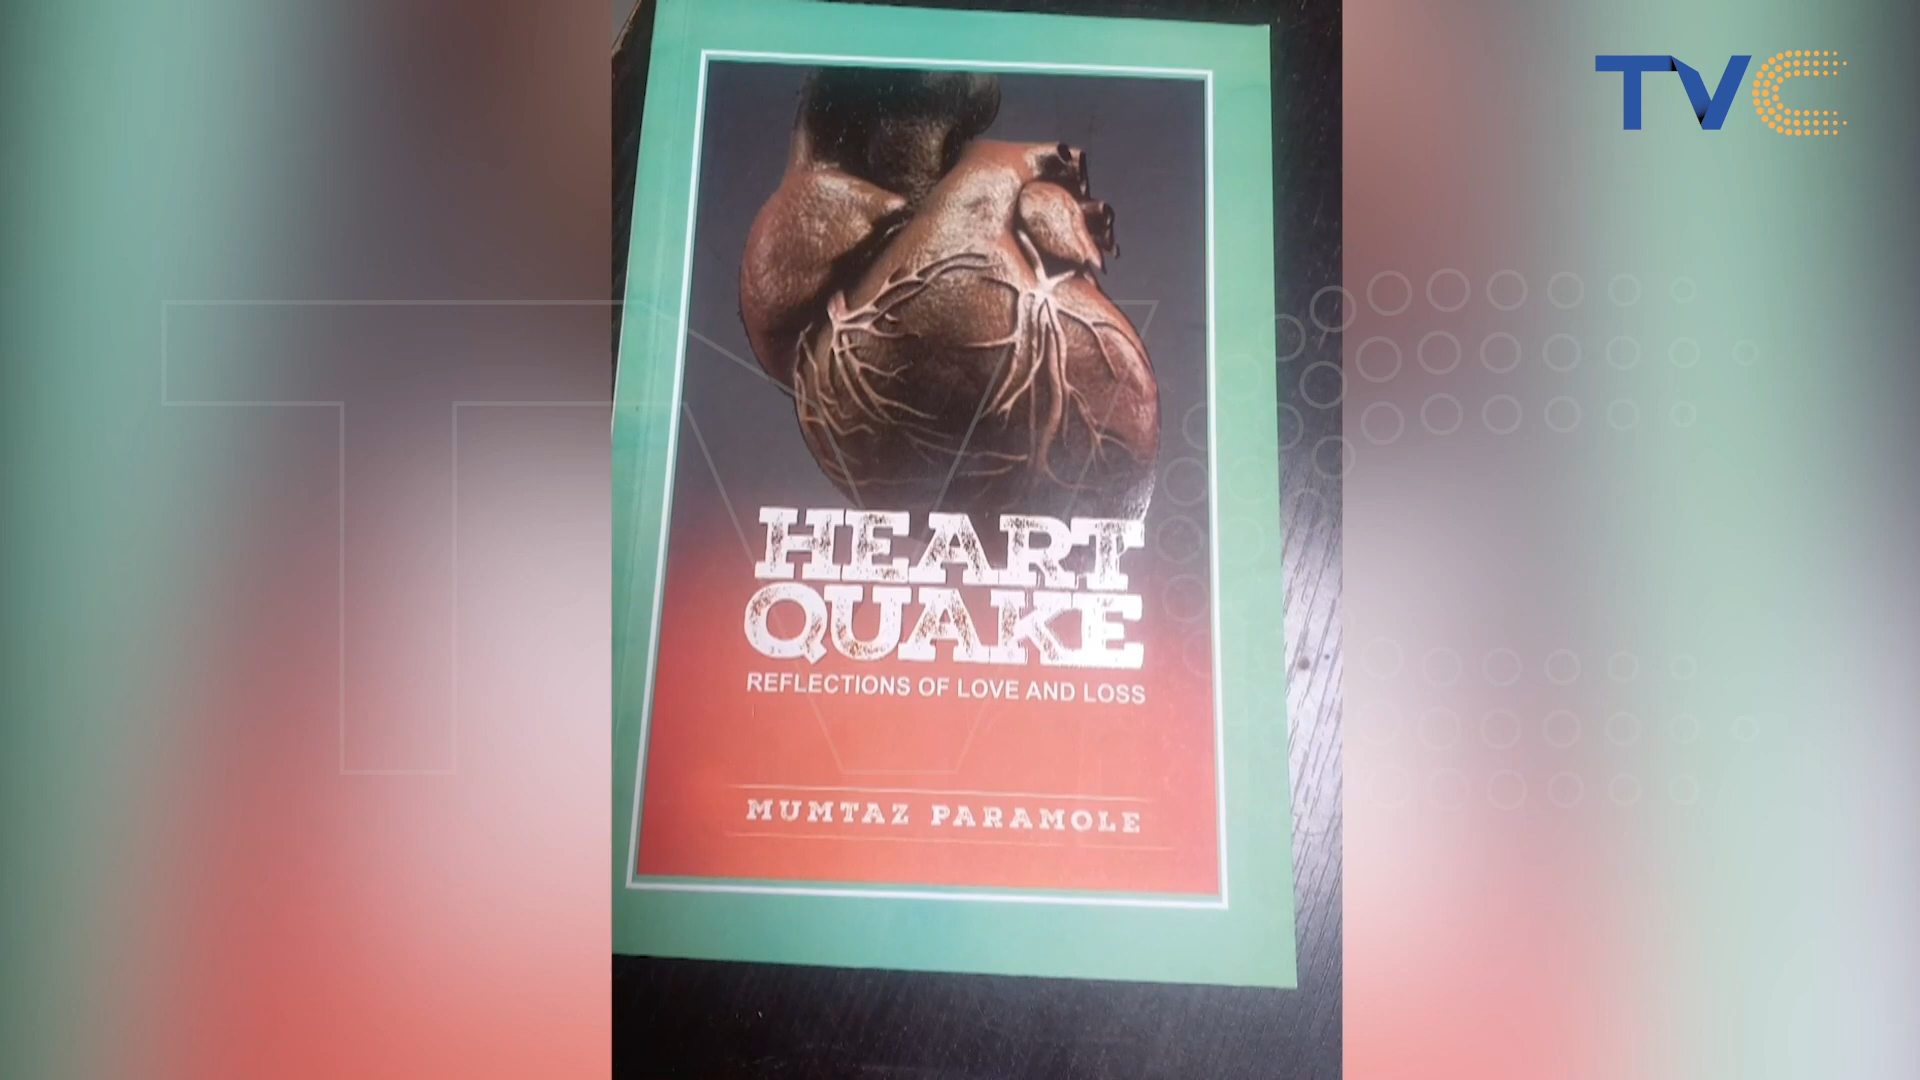 TVC
HEART
QUAKE
REFLECTIONS OF LOVE AND LOSS
MUMTAZ PARAMOLE